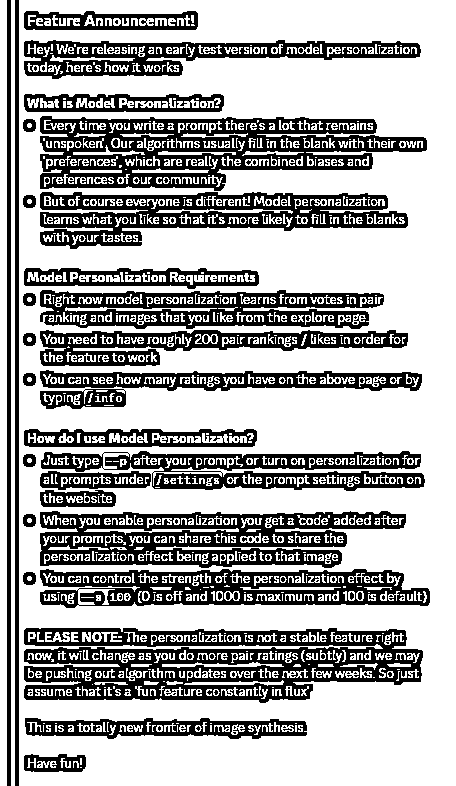 Feature Announcement!
Hey! We're releasing an early test version of model personalization
today, here's how it works
What is Model Personalization?
Every time you write a prompt there's a lot that remains
'unspoken'. Our algorithms usually fill in the blank with their own
'preferences', which are really the combined biases and
preferences of our community.
But of course everyone is different! Model personalization
learns what you like so that it's more likely to fill in the blanks
with your tastes.
Model Personalization Requirements
Right now model personalization learns from votes in pair
ranking and images that you like from the explore page.
You need to have roughly 200 pair rankings / likes in order for
the feature to work
You can see how many ratings you have on the above page or by
typing /info
How do I use Model Personalization?
Just type --p after your prompt, or turn on personalization for
all prompts under /settings or the prompt settings button on
the website
When you enable personalization you get a 'code' added after
your prompts, you can share this code to share the
personalization effect being applied to that image
You can control the strength of the personalization effect by
using --s 100 (0 is off and 1000 is maximum and 100 is default)
PLEASE NOTE: The personalization is not a stable feature right
now, it will change as you do more pair ratings (subtly) and we may
be pushing out algorithm updates over the next few weeks. So just
assume that it's a 'fun feature constantly in flux'
This is a totally new frontier of image synthesis.
Have fun!